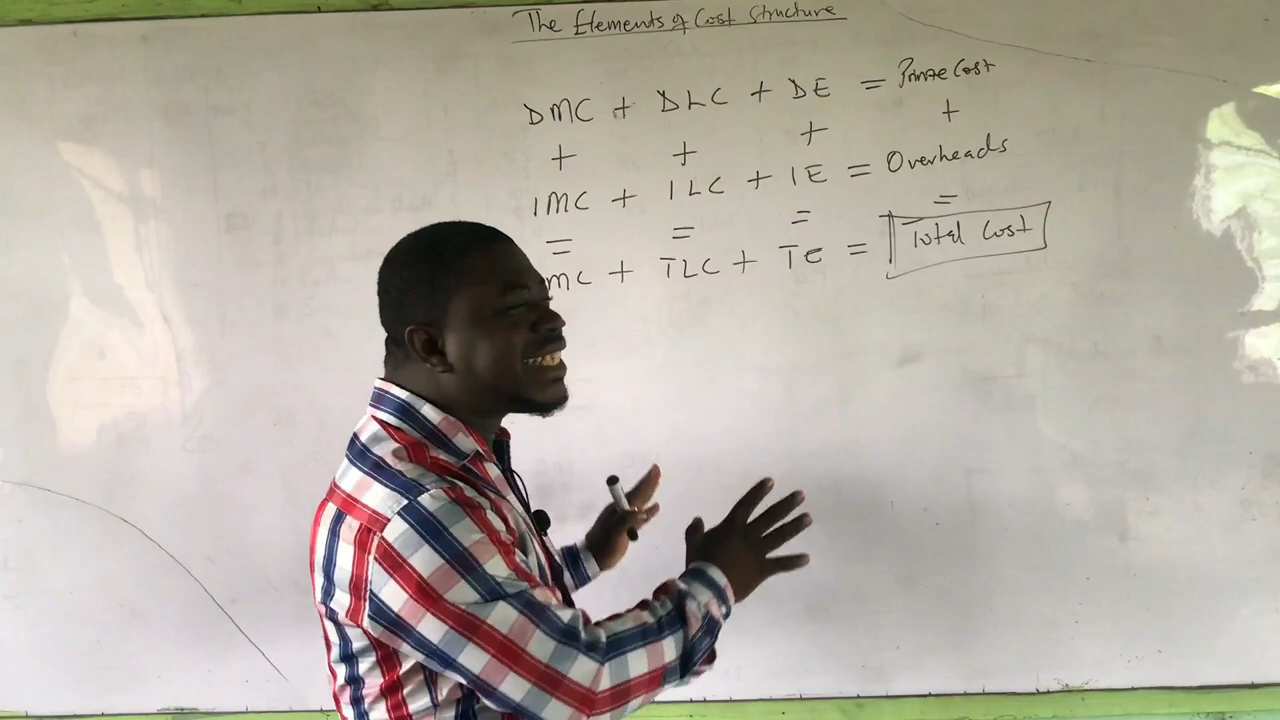 The Elements of Cost Structure
DMC + DLC + DE = Prime Cost
+ + + +
IMC + ILC + IE = Overheads
= = = =
MC + TLC + TE = Total Cost